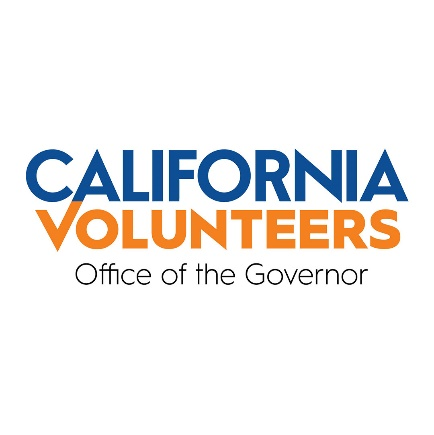 CALIFORNIA
VOLUNTEERS
Office of the Governor